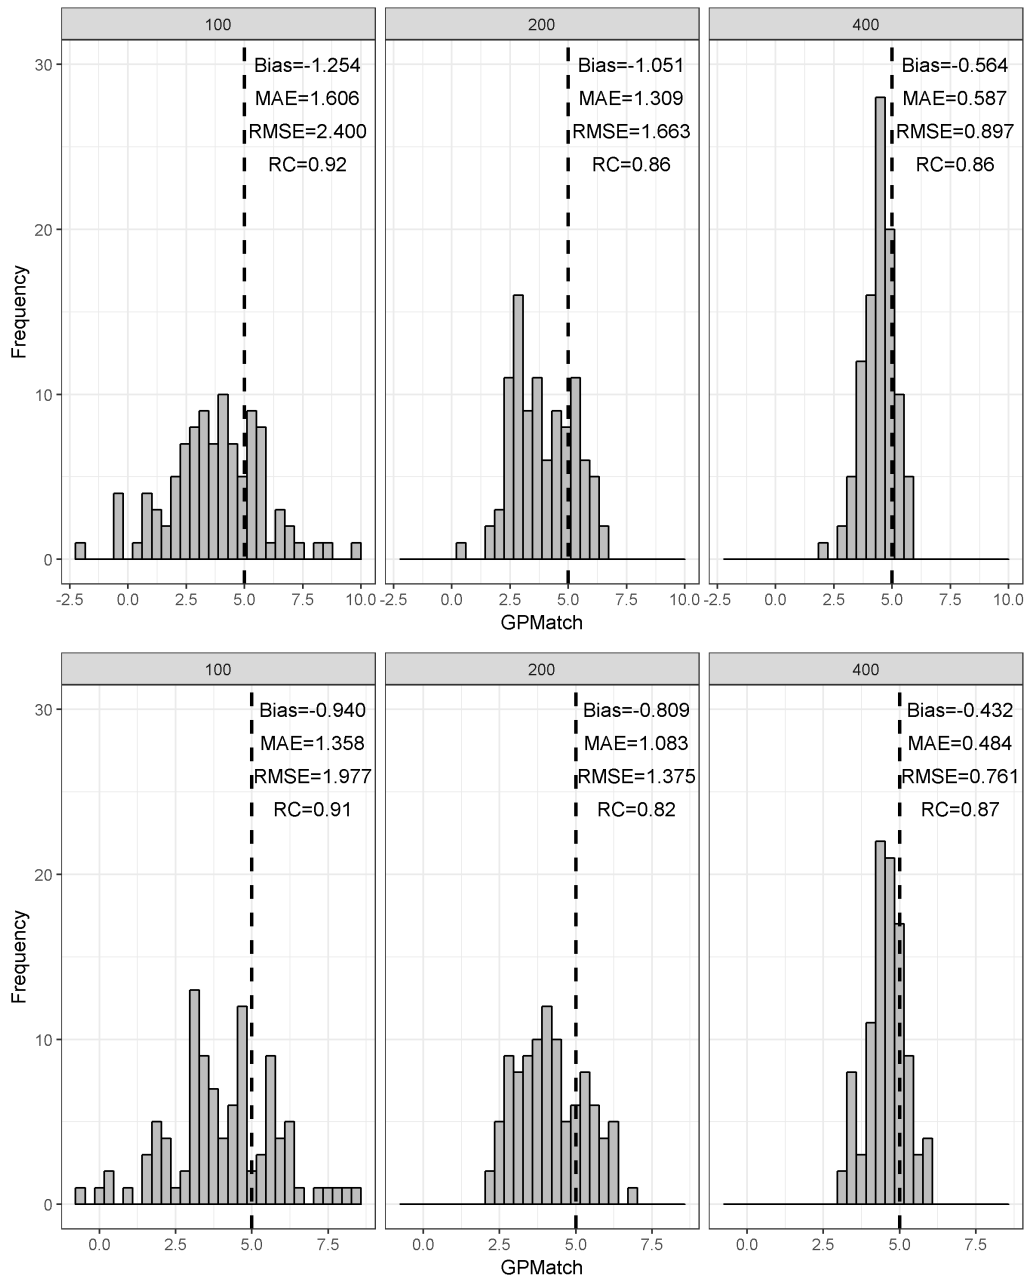 100 200 400
30
20
10
0
Frequency
Bias=-1.254
MAE=1.606
RMSE=2.400
RC=0.92
Bias=-1.051
MAE=1.309
RMSE=1.663
RC=0.86
Bias=-0.564
MAE=0.587
RMSE=0.897
RC=0.86
-2.5 0.0 2.5 5.0 7.5 10.0 -2.5 0.0 2.5 5.0 7.5 10.0 -2.5 0.0 2.5 5.0 7.5 10.0
GPMatch
100 200 400
30
20
10
0
Frequency
Bias=-0.940
MAE=1.358
RMSE=1.977
RC=0.91
Bias=-0.809
MAE=1.083
RMSE=1.375
RC=0.82
Bias=-0.432
MAE=0.484
RMSE=0.761
RC=0.87
0.0 2.5 5.0 7.5 0.0 2.5 5.0 7.5 0.0 2.5 5.0 7.5
GPMatch